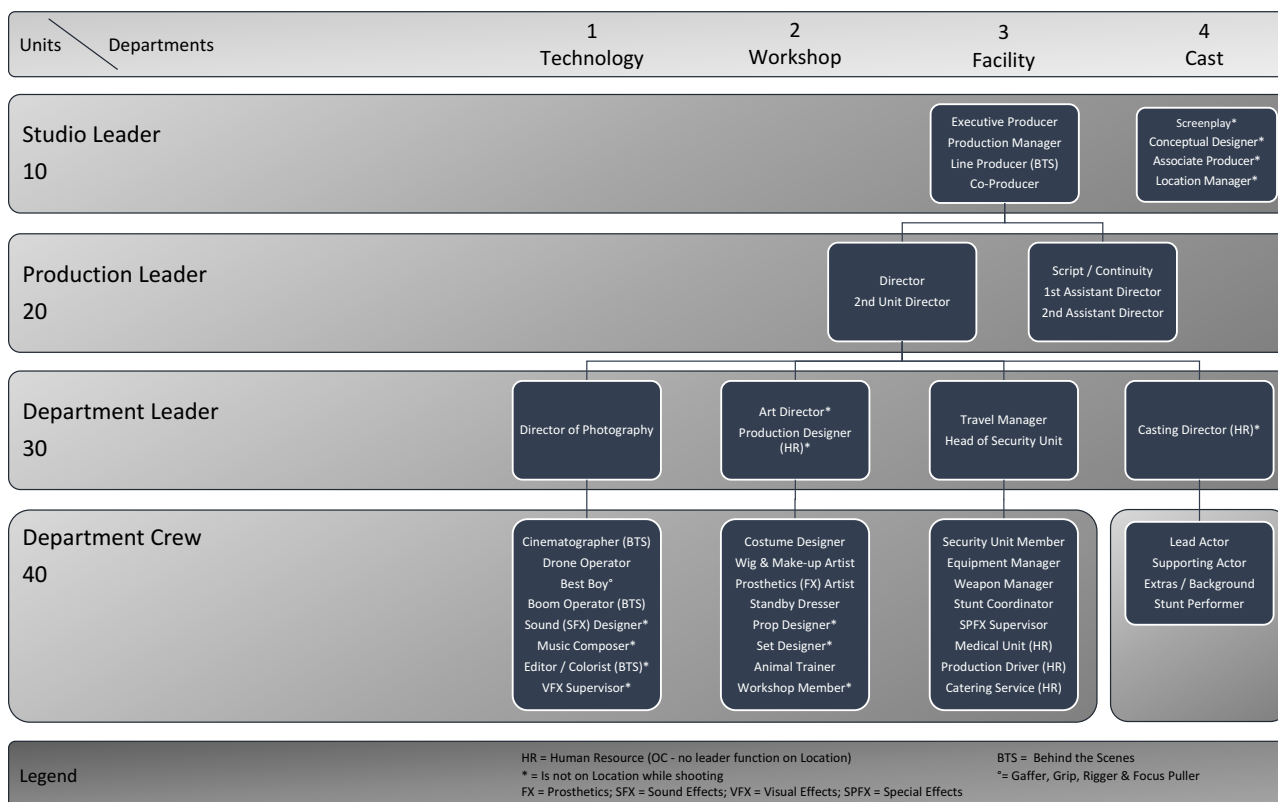 Units
Departments
1
Technology
2
Workshop
3
Facility
4
Cast
Studio Leader
10
Executive Producer
Production Manager
Line Producer (BTS)
Co-Producer
Screenplay*
Conceptual Designer*
Associate Producer*
Location Manager*
Production Leader
20
Director
2nd Unit Director
Script / Continuity
1st Assistant Director
2nd Assistant Director
Department Leader
30
Director of Photography
Art Director*
Production Designer
(HR)*
Travel Manager
Head of Security Unit
Casting Director (HR)*
Department Crew
40
Cinematographer (BTS)
Drone Operator
Best Boy°
Boom Operator (BTS)
Sound (SFX) Designer*
Music Composer*
Editor / Colorist (BTS)*
VFX Supervisor*
Costume Designer
Wig & Make-up Artist
Prosthetics (FX) Artist
Standby Dresser
Prop Designer*
Set Designer*
Animal Trainer
Workshop Member*
Security Unit Member
Equipment Manager
Weapon Manager
Stunt Coordinator
SPFX Supervisor
Medical Unit (HR)
Production Driver (HR)
Catering Service (HR)
Lead Actor
Supporting Actor
Extras / Background
Stunt Performer
Legend
HR = Human Resource (OC - no leader function on Location)
* = Is not on Location while shooting
FX = Prosthetics; SFX = Sound Effects; VFX = Visual Effects; SPFX = Special Effects
BTS = Behind the Scenes
°= Gaffer, Grip, Rigger & Focus Puller